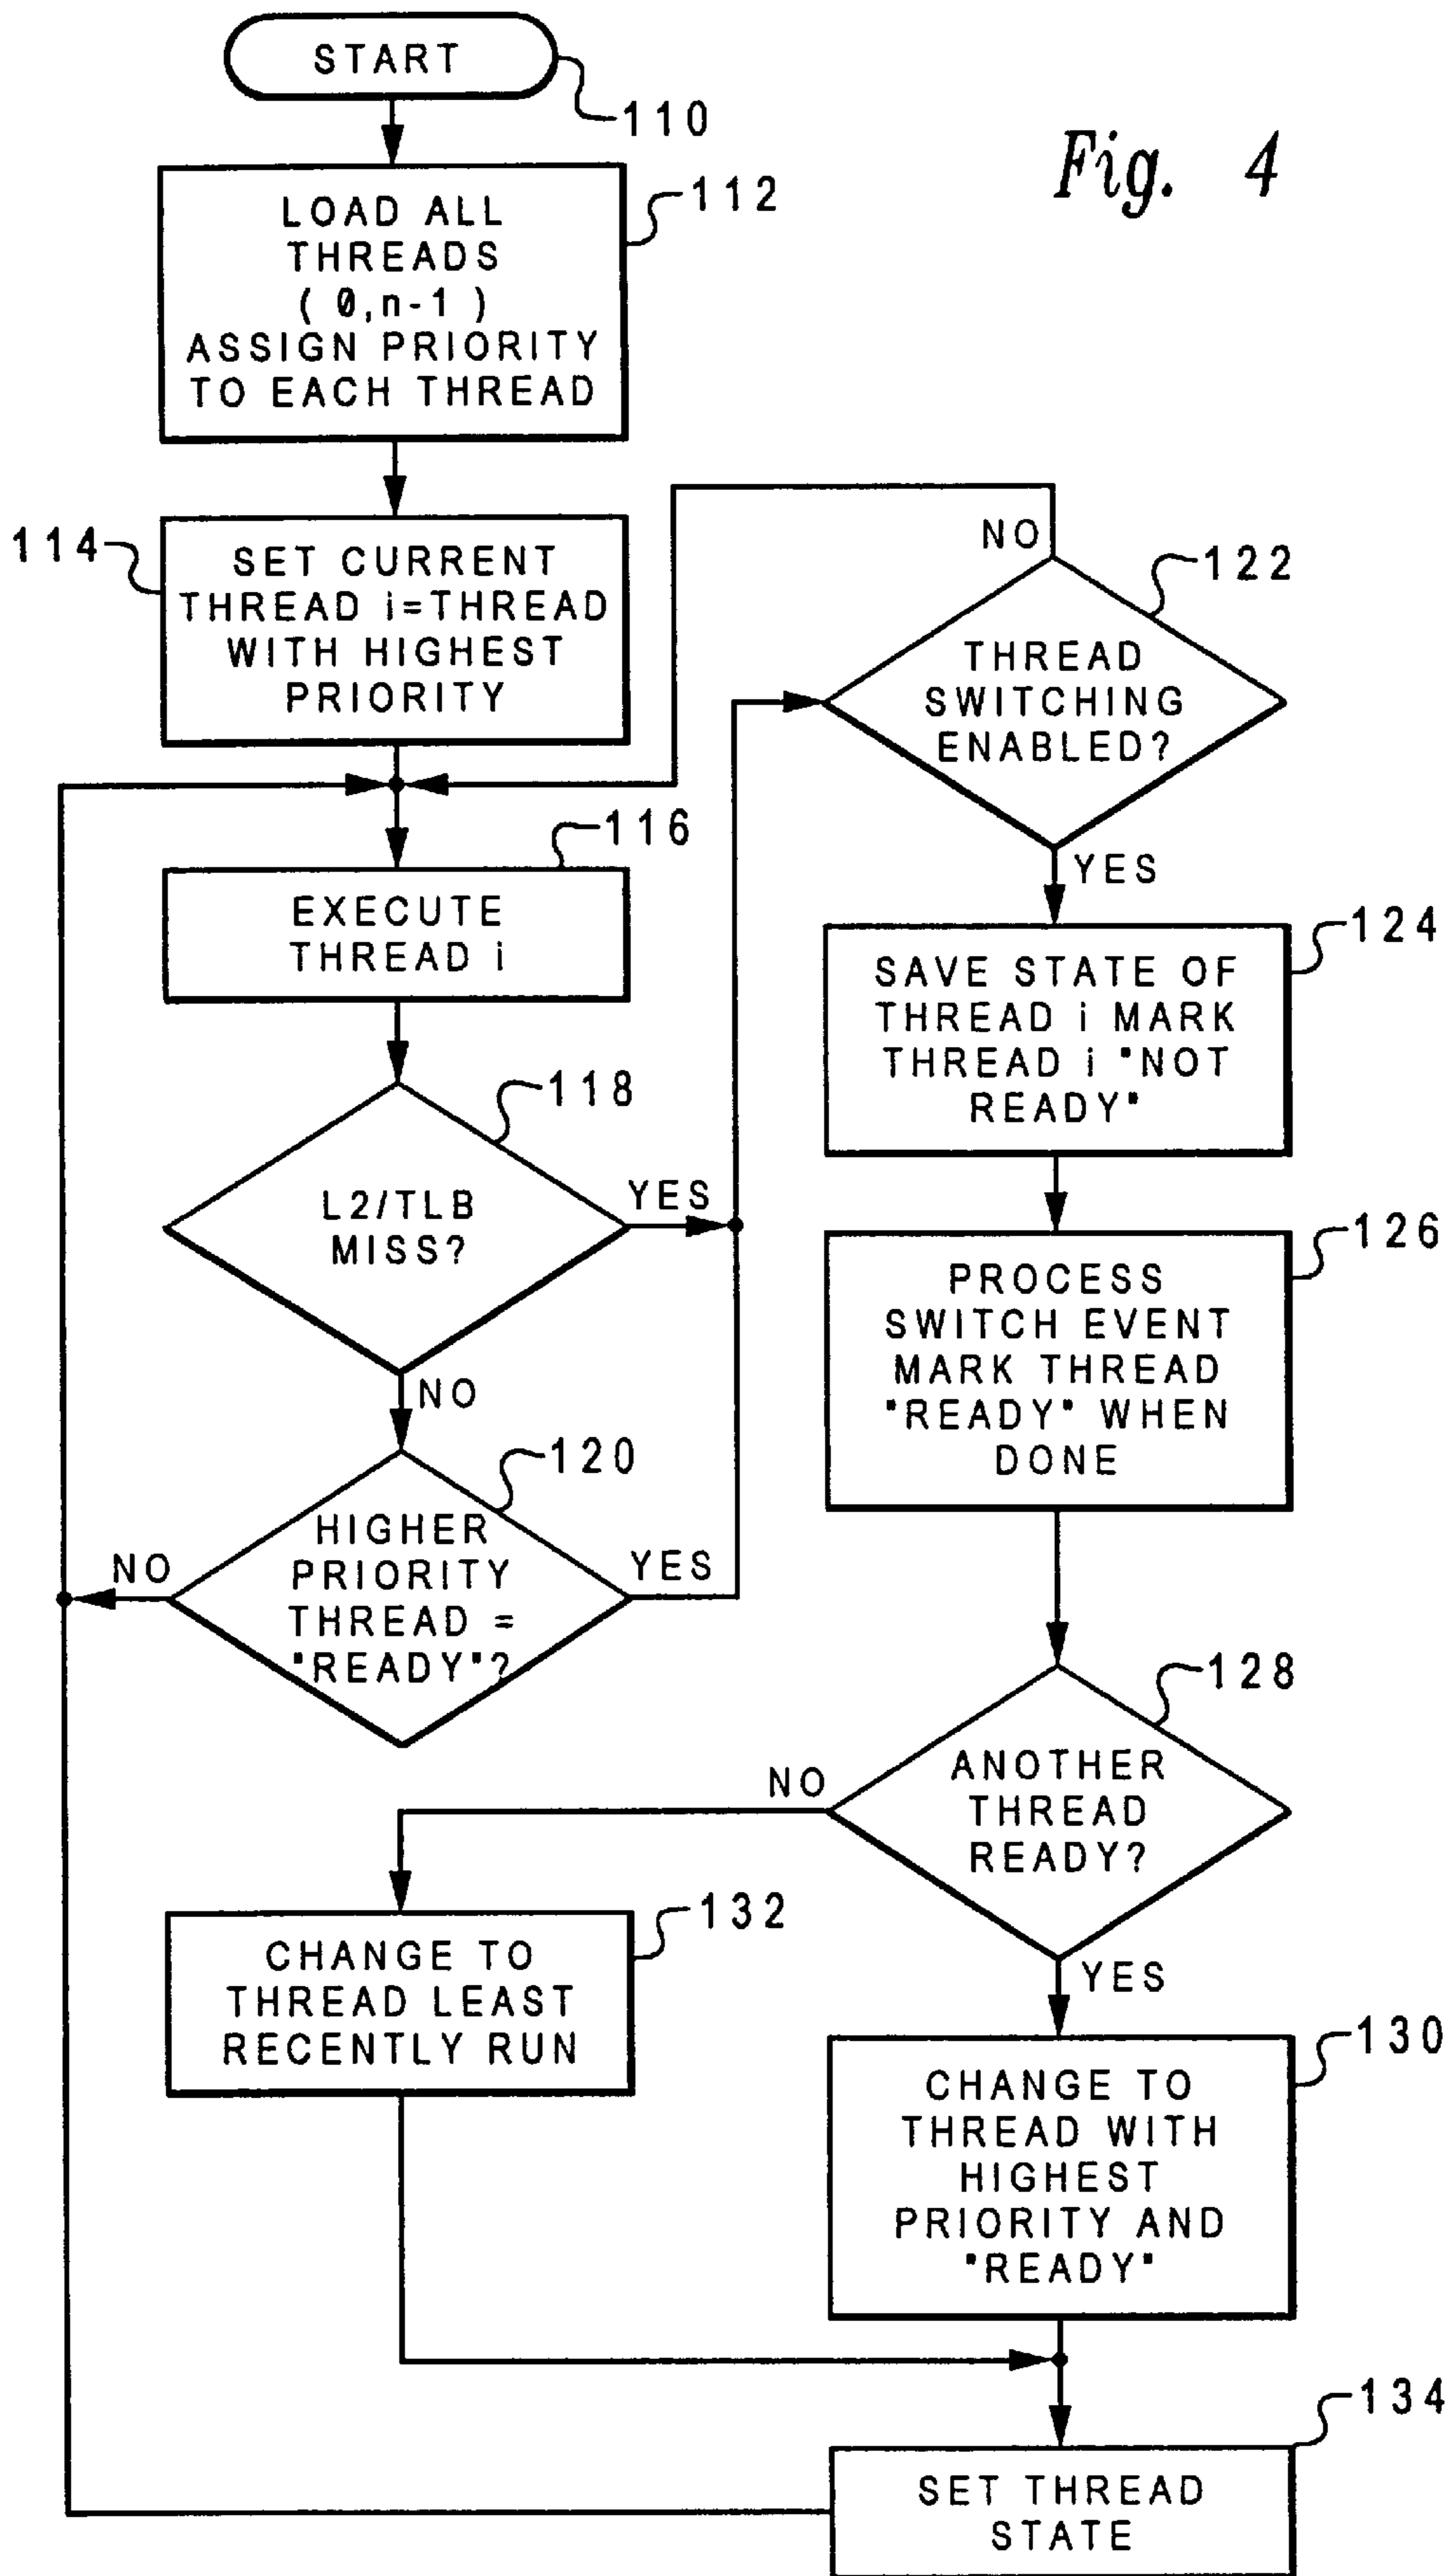 START
110
Fig. 4
LOAD ALL
THREADS
( 0,n-1 )
ASSIGN PRIORITY
TO EACH THREAD
112
114
SET CURRENT
THREAD i=THREAD
WITH HIGHEST
PRIORITY
116
EXECUTE
THREAD i
118
L2/TLB
MISS?
YES
NO
120
HIGHER
PRIORITY
THREAD =
"READY"?
NO
YES
NO
122
THREAD
SWITCHING
ENABLED?
YES
124
SAVE STATE OF
THREAD i MARK
THREAD i "NOT
READY"
126
PROCESS
SWITCH EVENT
MARK THREAD
"READY" WHEN
DONE
128
ANOTHER
THREAD
READY?
NO
YES
132
CHANGE TO
THREAD LEAST
RECENTLY RUN
130
CHANGE TO
THREAD WITH
HIGHEST
PRIORITY AND
"READY"
134
SET THREAD
STATE